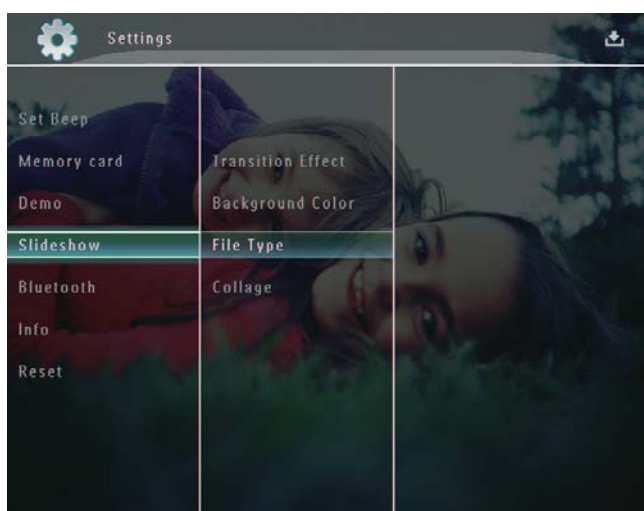 Settings
Set Beep
Memory card
Demo
Slideshow
Bluetooth
Info
Reset
Transition Effect
Background Color
File Type
Collage